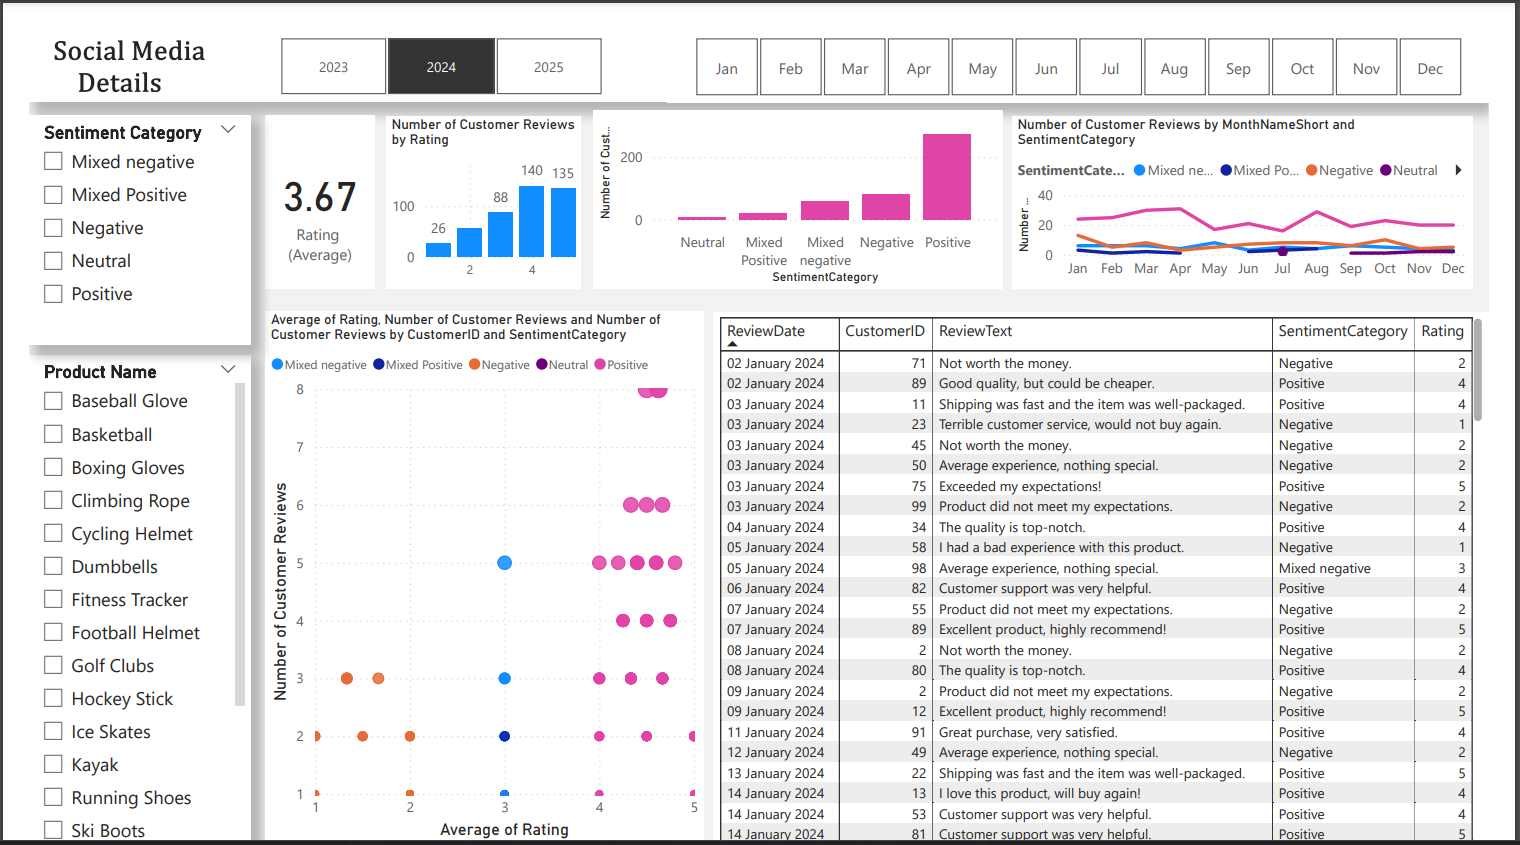 Social Media
Details
2023
2024
2025
Jan
Feb
Mar
Apr
May
Jun
Jul
Aug
Sep
Oct
Nov
Dec
Sentiment Category
Mixed negative
Mixed Positive
Negative
Neutral
Positive
Product Name
Baseball Glove
Basketball
Boxing Gloves
Climbing Rope
Cycling Helmet
Dumbbells
Fitness Tracker
Football Helmet
Golf Clubs
Hockey Stick
Ice Skates
Kayak
Running Shoes
Ski Boots
3.67
Rating
(Average)
Number of Customer Reviews
by Rating
140
135
88
26
100
0
2
4
Number of Cust...
200
0
Neutral
Mixed
Positive
Mixed
negative
Negative
Positive
SentimentCategory
Number of Customer Reviews by MonthNameShort and
SentimentCategory
SentimentCate... Mixed ne... Mixed Po... Negative Neutral
Number ...
40
20
0
Jan Feb Mar Apr May Jun Jul Aug Sep Oct Nov Dec
Average of Rating, Number of Customer Reviews and Number of
Customer Reviews by CustomerID and SentimentCategory
Mixed negative Mixed Positive Negative Neutral Positive
Number of Customer Reviews
8
7
6
5
4
3
2
1
1 2 3 4 5
Average of Rating
ReviewDate CustomerID ReviewText SentimentCategory Rating
02 January 2024 71 Not worth the money. Negative 2
02 January 2024 89 Good quality, but could be cheaper. Positive 4
03 January 2024 11 Shipping was fast and the item was well-packaged. Positive 4
03 January 2024 23 Terrible customer service, would not buy again. Negative 1
03 January 2024 45 Not worth the money. Negative 2
03 January 2024 50 Average experience, nothing special. Negative 2
03 January 2024 75 Exceeded my expectations! Positive 5
03 January 2024 99 Product did not meet my expectations. Negative 2
04 January 2024 34 The quality is top-notch. Positive 4
05 January 2024 58 I had a bad experience with this product. Negative 1
05 January 2024 98 Average experience, nothing special. Mixed negative 3
06 January 2024 82 Customer support was very helpful. Positive 4
07 January 2024 55 Product did not meet my expectations. Negative 2
07 January 2024 89 Excellent product, highly recommend! Positive 5
08 January 2024 2 Not worth the money. Negative 2
08 January 2024 80 The quality is top-notch. Positive 4
09 January 2024 2 Product did not meet my expectations. Negative 2
09 January 2024 12 Excellent product, highly recommend! Positive 5
11 January 2024 91 Great purchase, very satisfied. Positive 4
12 January 2024 49 Average experience, nothing special. Negative 2
13 January 2024 22 Shipping was fast and the item was well-packaged. Positive 5
14 January 2024 13 I love this product, will buy again! Positive 4
14 January 2024 53 Customer support was very helpful. Positive 4
14 January 2024 81 Customer support was very helpful. Positive 5